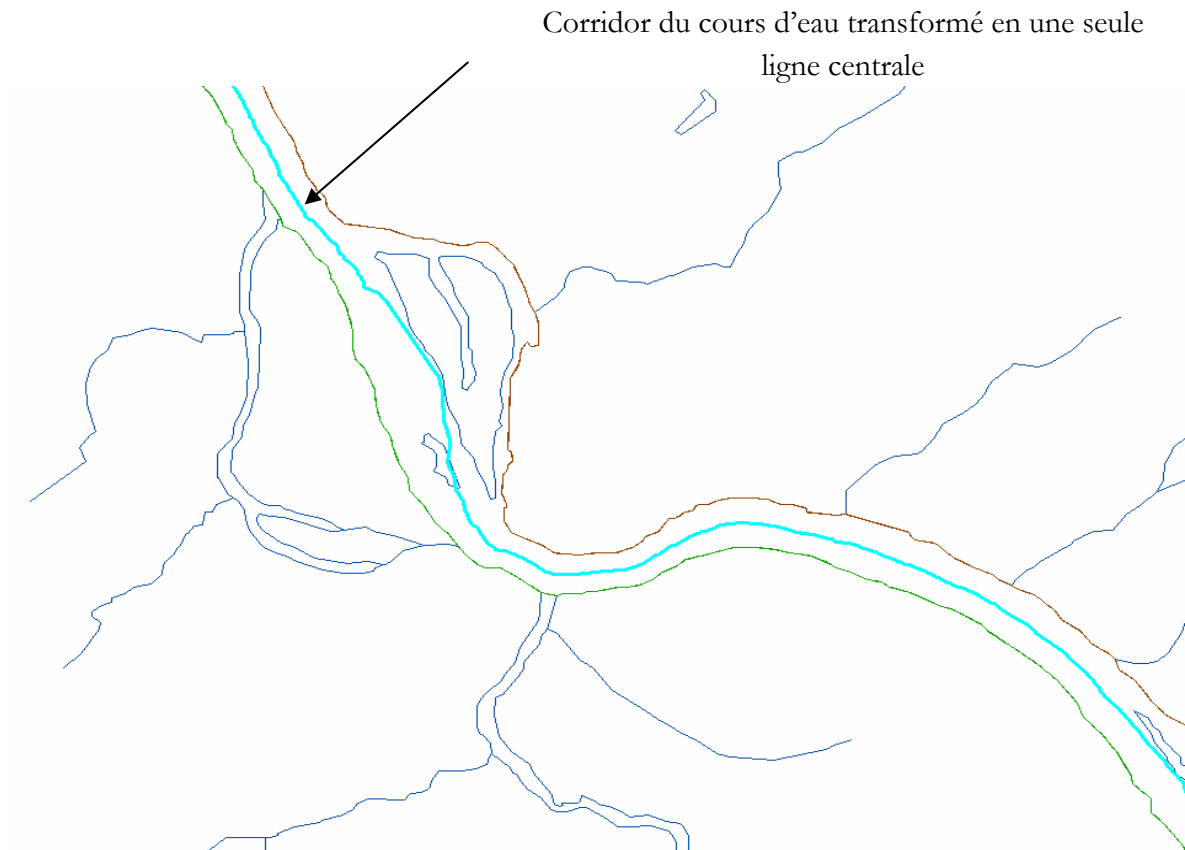 Corridor du cours d’eau transformé en une seule
ligne centrale